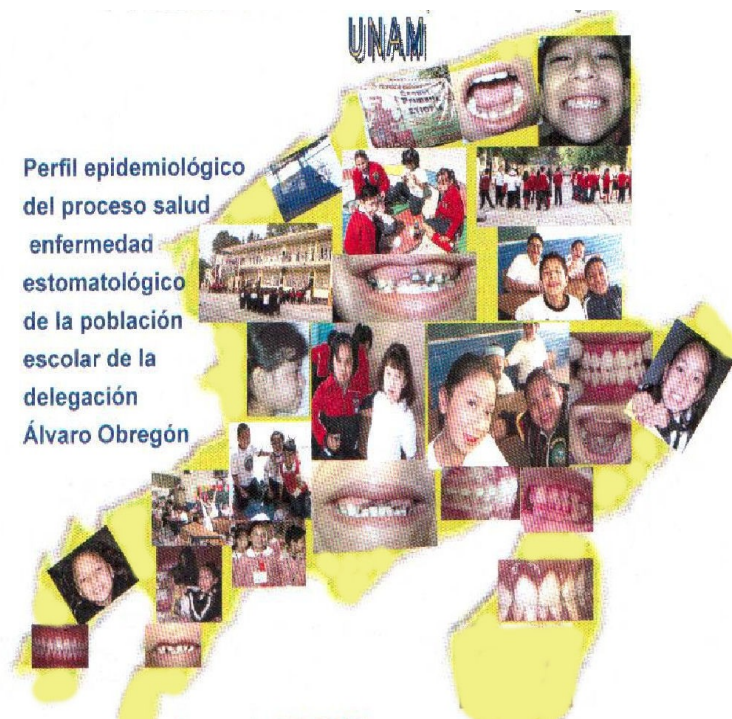 UNAM
Perfil epidemiológico
del proceso salud
enfermedad
estomatológico
de la población
escolar de la
delegación
Álvaro Obregón